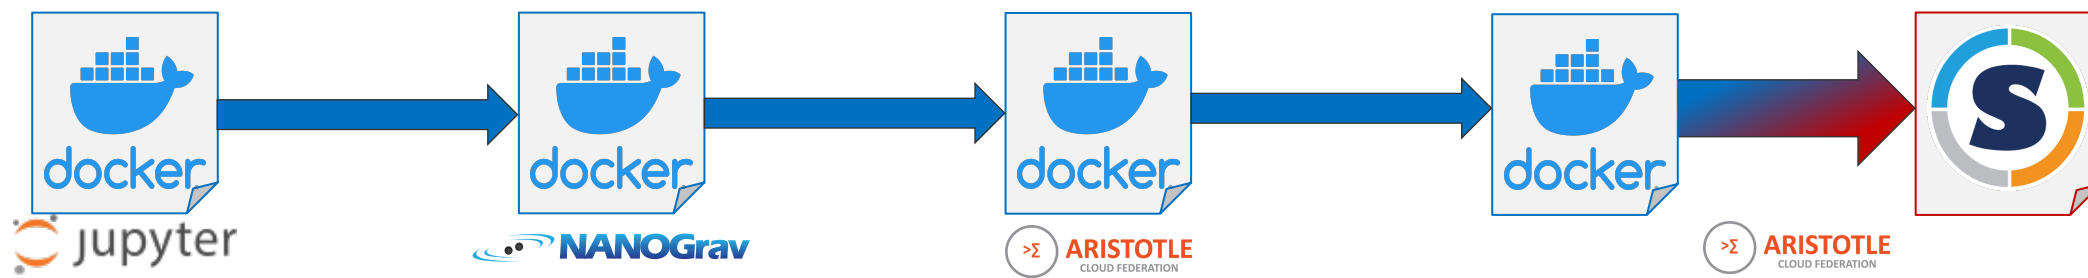 docker
docker
docker
docker
S
jupyter
NANOGrav
>Σ ARISTOTLE
CLOUD FEDERATION
>Σ ARISTOTLE
CLOUD FEDERATION